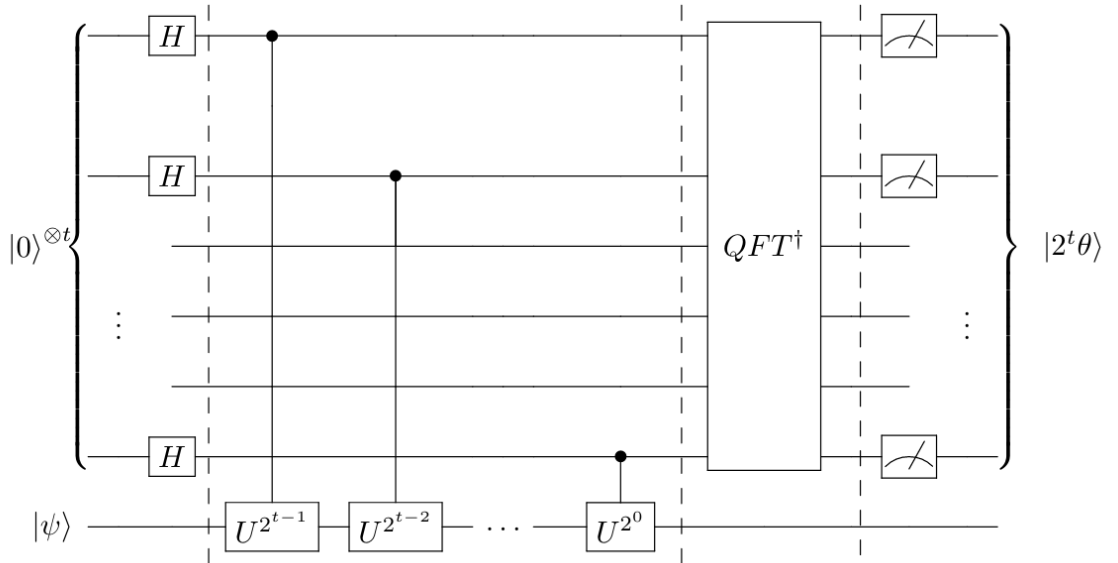 H
H
|0⟩^{⊗t} QFT^† |2^tθ⟩
⋮ ⋮
H
|ψ⟩ U^{2^{t−1}} U^{2^{t−2}} ⋯ U^{2^0}